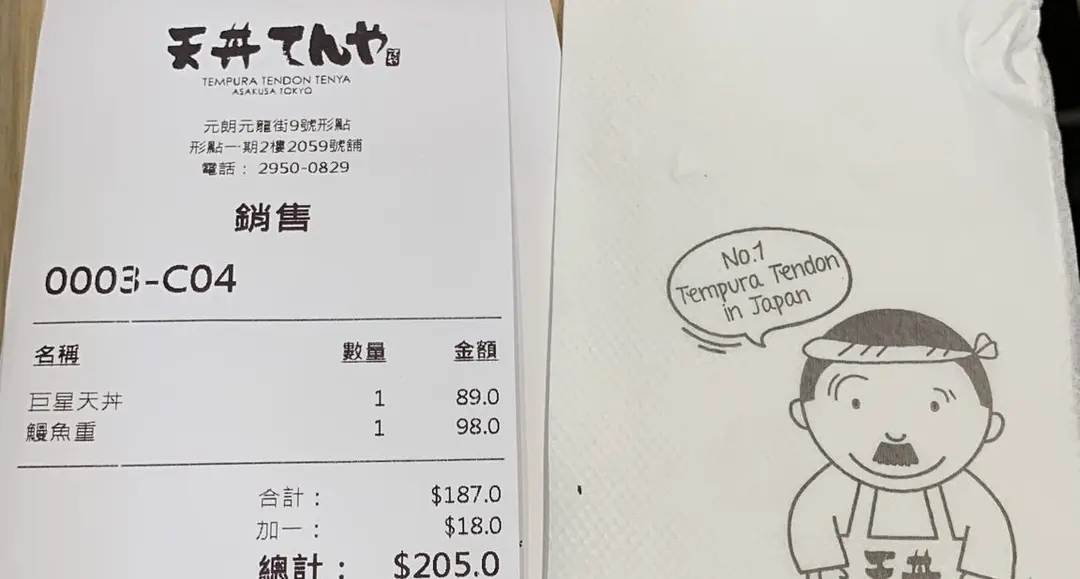 天丼てんや
TEMPURA TENDON TENYA
ASAKUSA TOKYO
元朗元龍街9號形點
形點一期2樓2059號舖
電話： 2950-0829
銷售
0003-C04
名稱 數量 金額
巨星天丼 1 89.0
鰻魚重 1 98.0
合計： $187.0
加一： $18.0
總計： $205.0
No.1
Tempura Tendon
in Japan
天丼